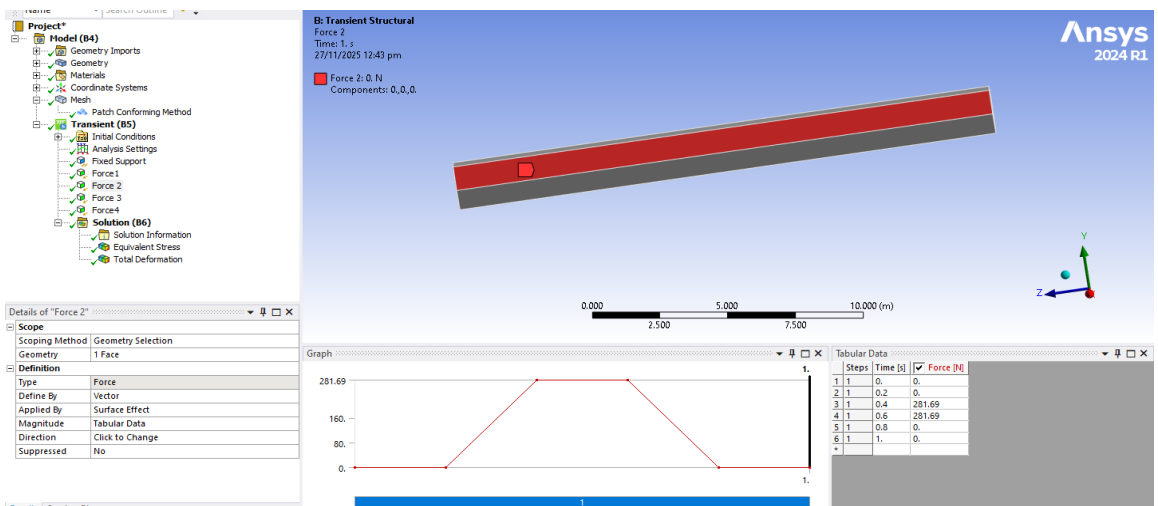 Name Search Outline
Project*
Model (B4)
Geometry Imports
Geometry
Materials
Coordinate Systems
Mesh
Patch Conforming Method
Transient (B5)
Initial Conditions
Analysis Settings
Fixed Support
Force1
Force 2
Force 3
Force4
Solution (B6)
Solution Information
Equivalent Stress
Total Deformation
B: Transient Structural
Force 2
Time: 1. s
27/11/2025 12:43 pm
Force 2: 0. N
Components: 0.,0.,0.
Ansys
2024 R1
Y
Z
0.000 5.000 10.000 (m)
2.500 7.500
Details of "Force 2"
Scope
Scoping Method Geometry Selection
Geometry 1 Face
Definition
Type Force
Define By Vector
Applied By Surface Effect
Magnitude Tabular Data
Direction Click to Change
Suppressed No
Graph
1.
281.69
160.
80.
0.
1.
1
Tabular Data
Steps Time [s] Force [N]
1 1 0. 0.
2 1 0.2 0.
3 1 0.4 281.69
4 1 0.6 281.69
5 1 0.8 0.
6 1 1. 0.
*